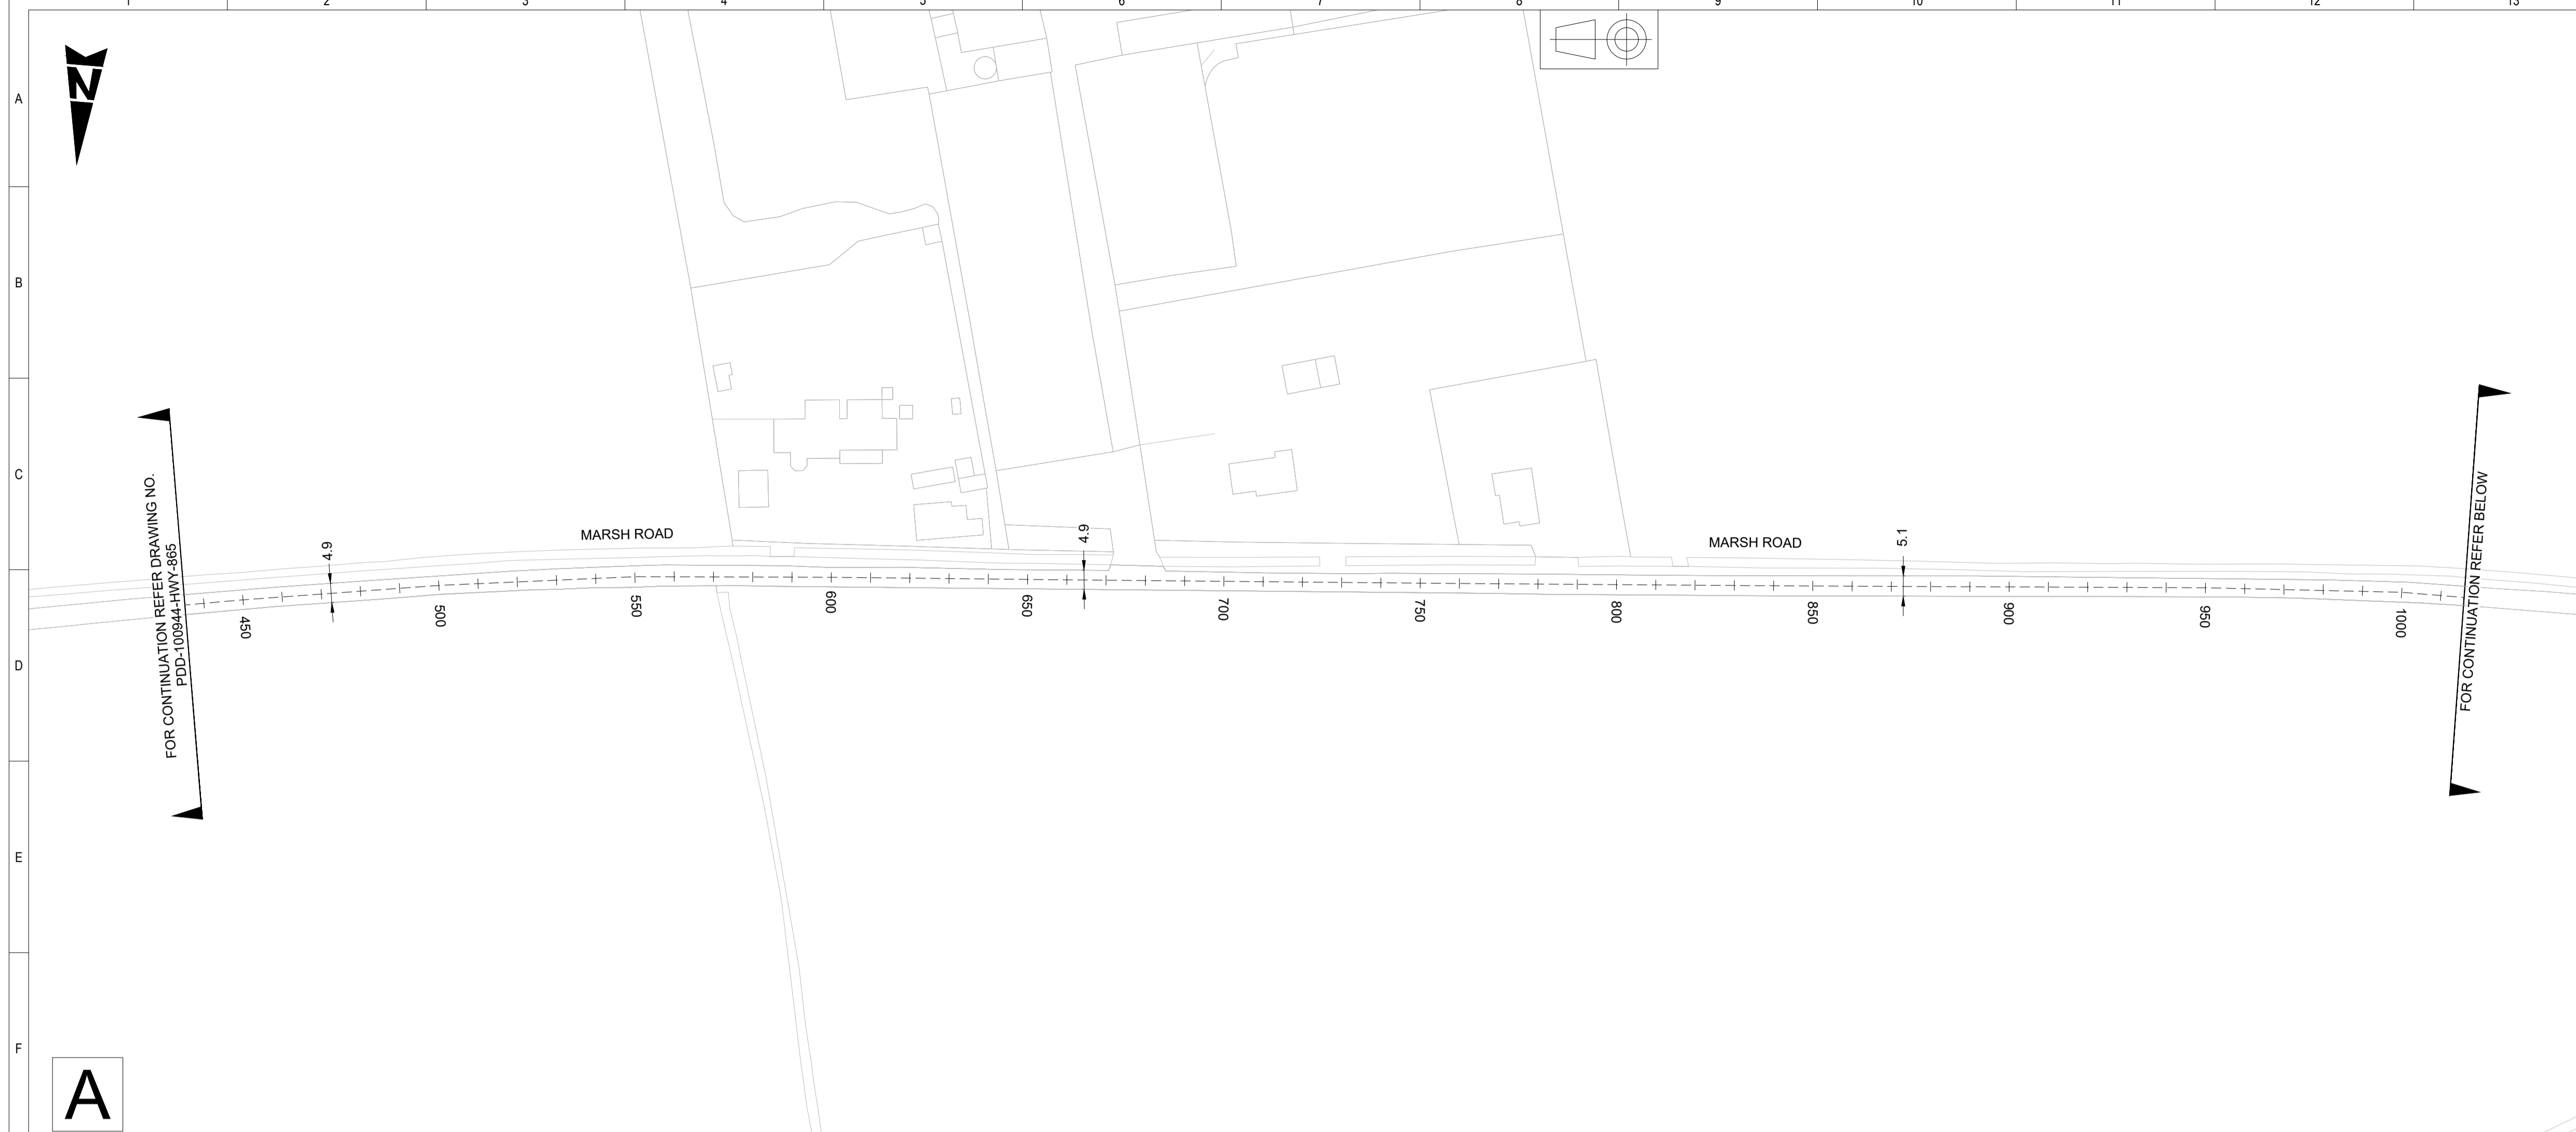 1 2 3 4 5 6 7 8 9 10 11 12 13
N
A
B
C
D
E
F
FOR CONTINUATION REFER DRAWING NO.
PDD-100944-HWY-865
4.9
MARSH ROAD
4.9
MARSH ROAD
5.1
FOR CONTINUATION REFER BELOW
450 500 550 600 650 700 750 800 850 900 950 1000
A